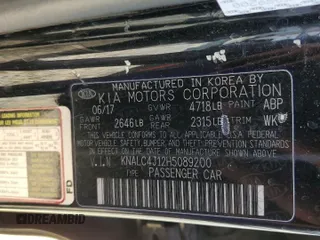 MANUFACTURED IN KOREA BY
KIA KIA MOTORS CORPORATION
06/17 GVWR 4718LB PAINT ABP
GAWR FRONT 2646LB GAWR REAR 2315LB TRIM WK
THIS VEHICLE CONFORMS TO ALL APPLICABLE FEDERAL MOTOR
VEHICLE SAFETY, BUMPER, AND THEFT PREVENTION STANDARDS
IN EFFECT ON THE DATE OF MANUFACTURE SHOWN ABOVE.
V.I.N KNALC4J12H5089200
TYPE: PASSENGER CAR
FD
DREAMBID